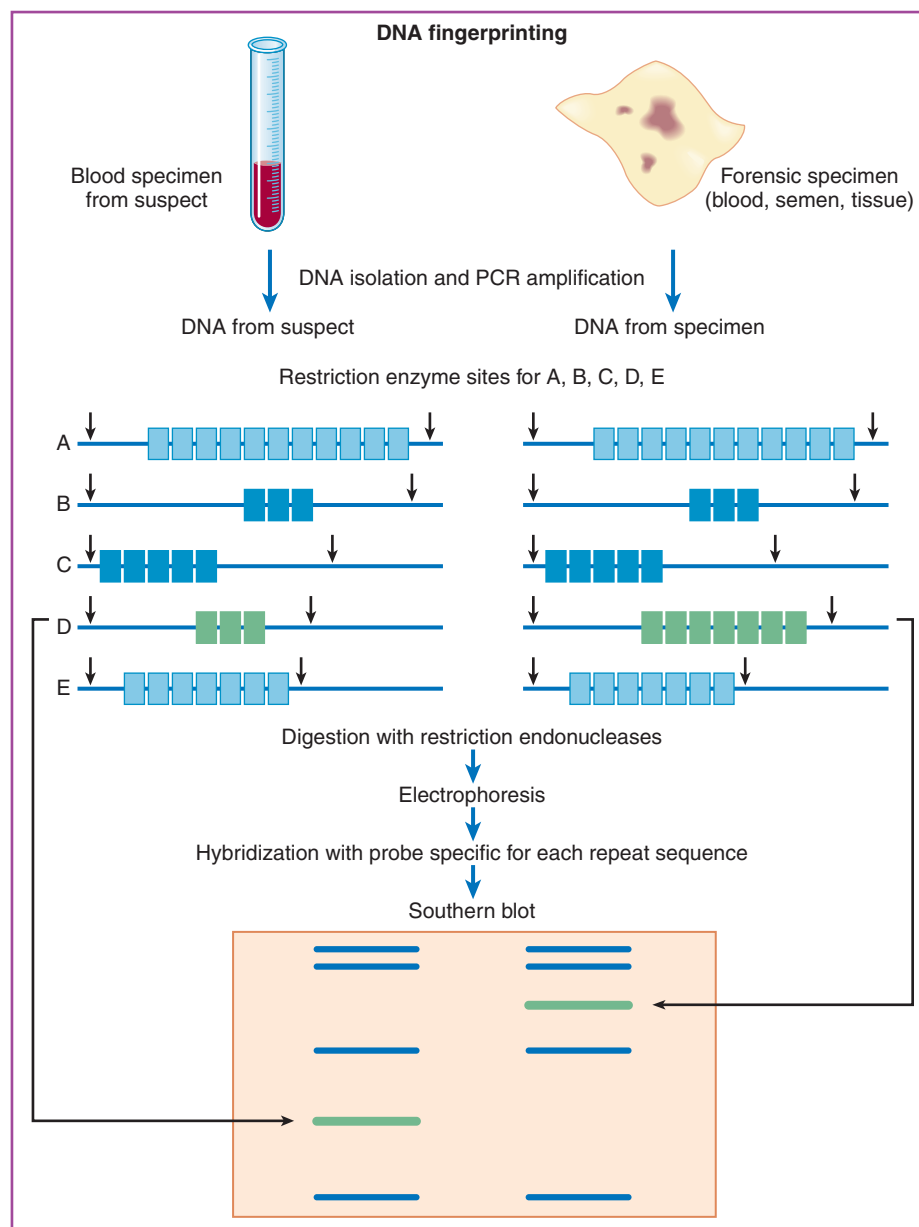 DNA fingerprinting
Blood specimen
from suspect
Forensic specimen
(blood, semen, tissue)
DNA isolation and PCR amplification
DNA from suspect
DNA from specimen
Restriction enzyme sites for A, B, C, D, E
A
B
C
D
E
Digestion with restriction endonucleases
Electrophoresis
Hybridization with probe specific for each repeat sequence
Southern blot